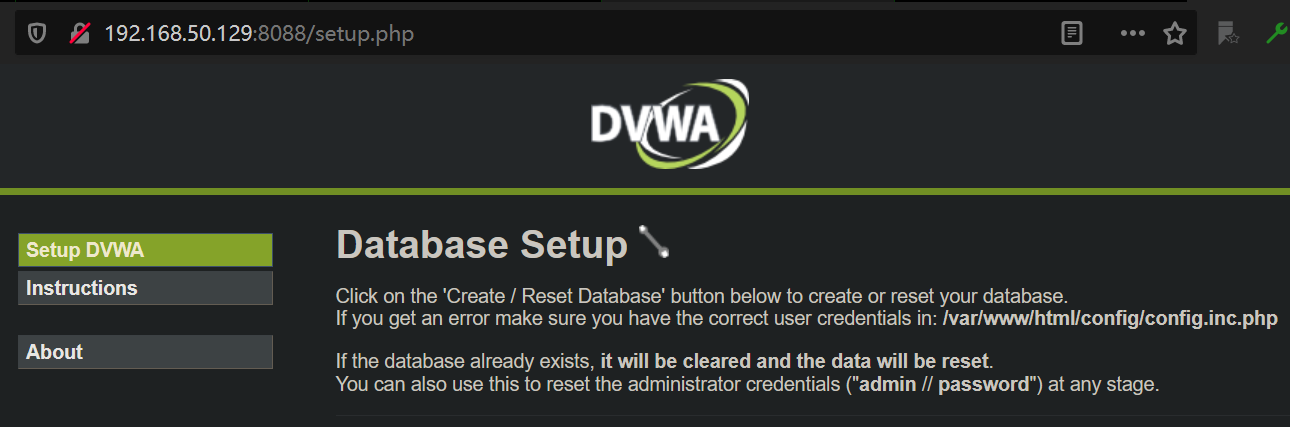 192.168.50.129:8088/setup.php
DVWA
Setup DVWA
Instructions
About
Database Setup
Click on the 'Create / Reset Database' button below to create or reset your database.
If you get an error make sure you have the correct user credentials in: /var/www/html/config/config.inc.php
If the database already exists, it will be cleared and the data will be reset.
You can also use this to reset the administrator credentials ("admin // password") at any stage.